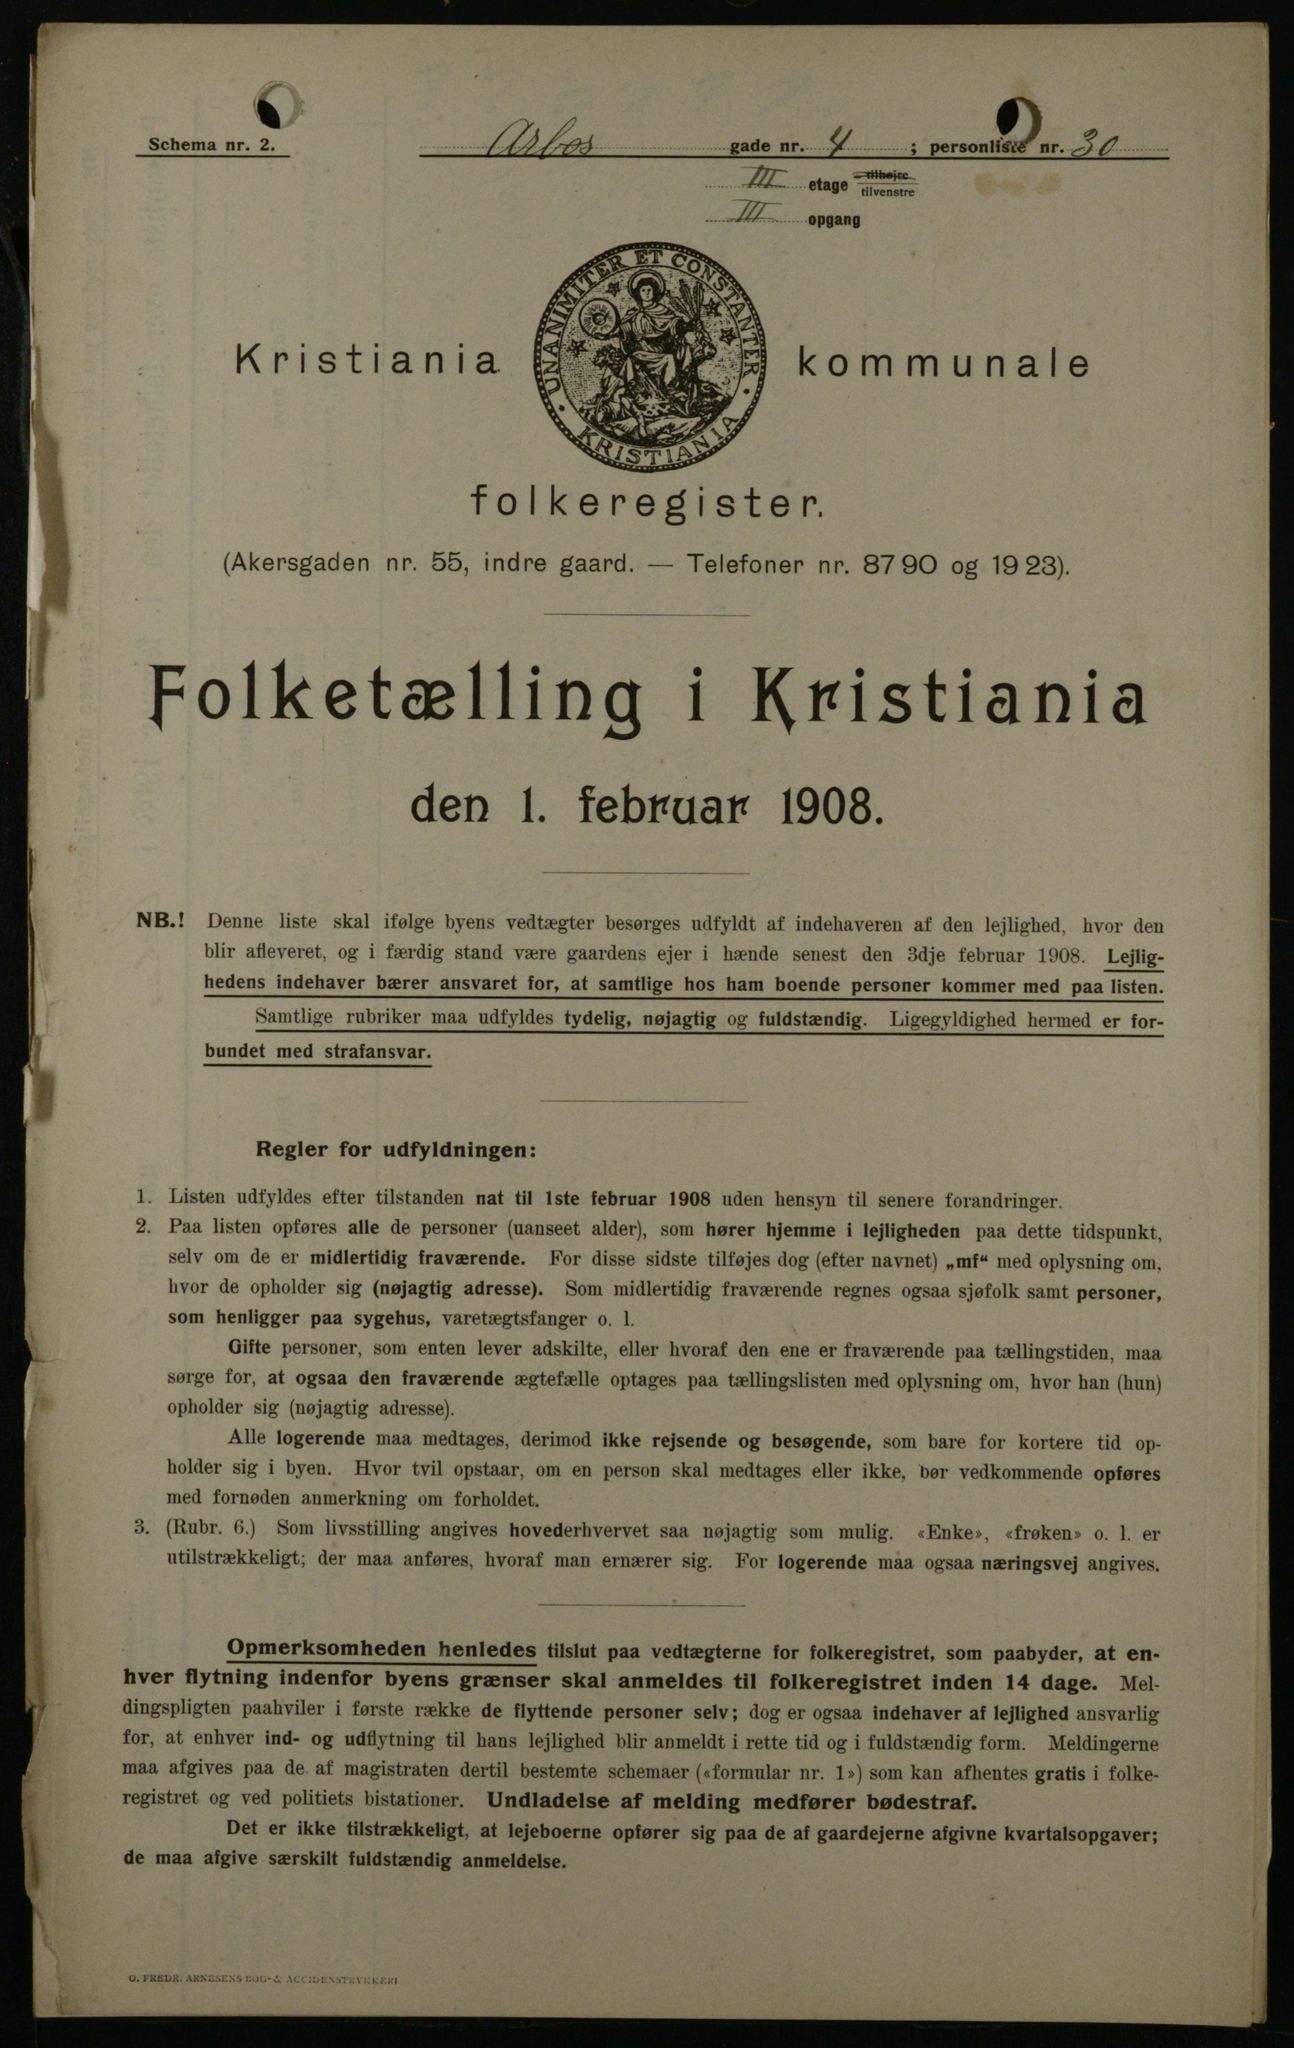 Schema nr. 2.
Arbos gade nr. 4 ; personliste nr. 30
III etage tilhøjre tilvenstre
III opgang
UNANIMITER ET CONSTANTER · KRISTIANIA ·
Kristiania kommunale
folkeregister.
(Akersgaden nr. 55, indre gaard. — Telefoner nr. 8790 og 1923).
Folketælling i Kristiania
den 1. februar 1908.
NB.! Denne liste skal ifølge byens vedtægter besørges udfyldt af indehaveren af den lejlighed, hvor den
blir afleveret, og i færdig stand være gaardens ejer i hænde senest den 3dje februar 1908. Lejlig-
hedens indehaver bærer ansvaret for, at samtlige hos ham boende personer kommer med paa listen.
Samtlige rubriker maa udfyldes tydelig, nøjagtig og fuldstændig. Ligegyldighed hermed er for-
bundet med strafansvar.
Regler for udfyldningen:
1. Listen udfyldes efter tilstanden nat til 1ste februar 1908 uden hensyn til senere forandringer.
2. Paa listen opføres alle de personer (uanseet alder), som hører hjemme i lejligheden paa dette tidspunkt,
selv om de er midlertidig fraværende. For disse sidste tilføjes dog (efter navnet) „mf“ med oplysning om,
hvor de opholder sig (nøjagtig adresse). Som midlertidig fraværende regnes ogsaa sjøfolk samt personer,
som henligger paa sygehus, varetægtsfanger o. l.
Gifte personer, som enten lever adskilte, eller hvoraf den ene er fraværende paa tællingstiden, maa
sørge for, at ogsaa den fraværende ægtefælle optages paa tællingslisten med oplysning om, hvor han (hun)
opholder sig (nøjagtig adresse).
Alle logerende maa medtages, derimod ikke rejsende og besøgende, som bare for kortere tid op-
holder sig i byen. Hvor tvil opstaar, om en person skal medtages eller ikke, bør vedkommende opføres
med fornøden anmerkning om forholdet.
3. (Rubr. 6.) Som livsstilling angives hovederhvervet saa nøjagtig som mulig. «Enke», «frøken» o. l. er
utilstrækkeligt; der maa anføres, hvoraf man ernærer sig. For logerende maa ogsaa næringsvej angives.
Opmerksomheden henledes tilslut paa vedtægterne for folkeregistret, som paabyder, at en-
hver flytning indenfor byens grænser skal anmeldes til folkeregistret inden 14 dage. Mel-
dingspligten paahviler i første række de flyttende personer selv; dog er ogsaa indehaver af lejlighed ansvarlig
for, at enhver ind- og udflytning til hans lejlighed blir anmeldt i rette tid og i fuldstændig form. Meldingerne
maa afgives paa de af magistraten dertil bestemte schemaer («formular nr. 1») som kan afhentes gratis i folke-
registret og ved politiets bistationer. Undladelse af melding medfører bødestraf.
Det er ikke tilstrækkeligt, at lejeboerne opfører sig paa de af gaardejerne afgivne kvartalsopgaver;
de maa afgive særskilt fuldstændig anmeldelse.
O. FREDR. ARNESENS BOG- & ACCIDENSTRYKKERI